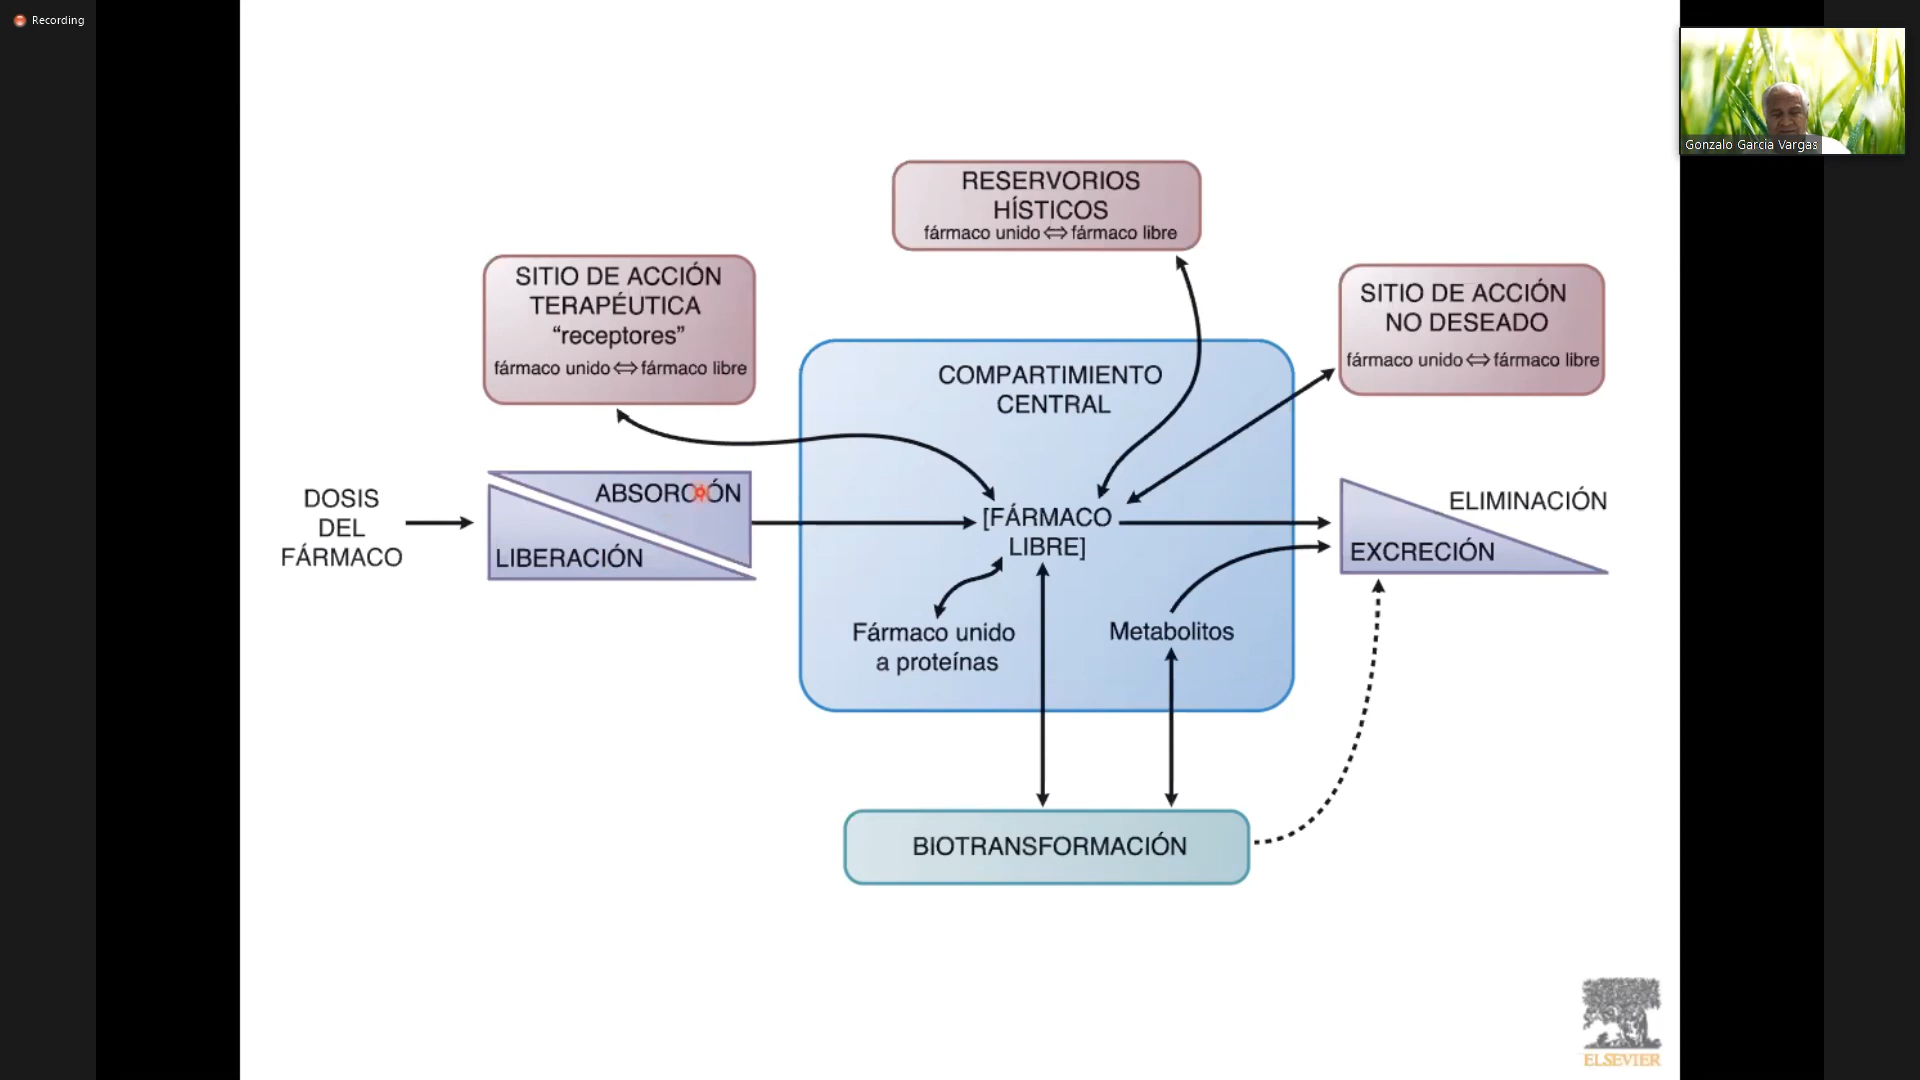 Recording
Gonzalo Garcia Vargas
RESERVORIOS
HÍSTICOS
fármaco unido ⇔ fármaco libre
SITIO DE ACCIÓN
TERAPÉUTICA
“receptores”
fármaco unido ⇔ fármaco libre
SITIO DE ACCIÓN
NO DESEADO
fármaco unido ⇔ fármaco libre
COMPARTIMIENTO
CENTRAL
DOSIS
DEL
FÁRMACO
ABSORCIÓN
LIBERACIÓN
[FÁRMACO
LIBRE]
ELIMINACIÓN
EXCRECIÓN
Fármaco unido
a proteínas
Metabolitos
BIOTRANSFORMACIÓN
ELSEVIER